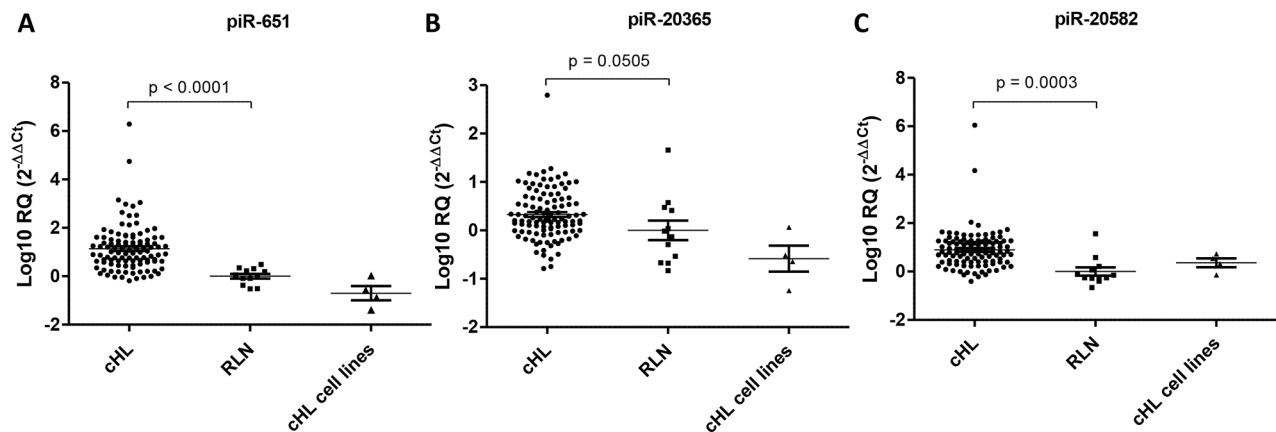 A
piR-651
p < 0.0001
Log10 RQ (2^-ΔΔCt)
8
6
4
2
0
-2
cHL
RLN
cHL cell lines
B
piR-20365
p = 0.0505
Log10 RQ (2^-ΔΔCt)
3
2
1
0
-1
-2
cHL
RLN
cHL cell lines
C
piR-20582
p = 0.0003
Log10 RQ (2^-ΔΔCt)
8
6
4
2
0
-2
cHL
RLN
cHL cell lines